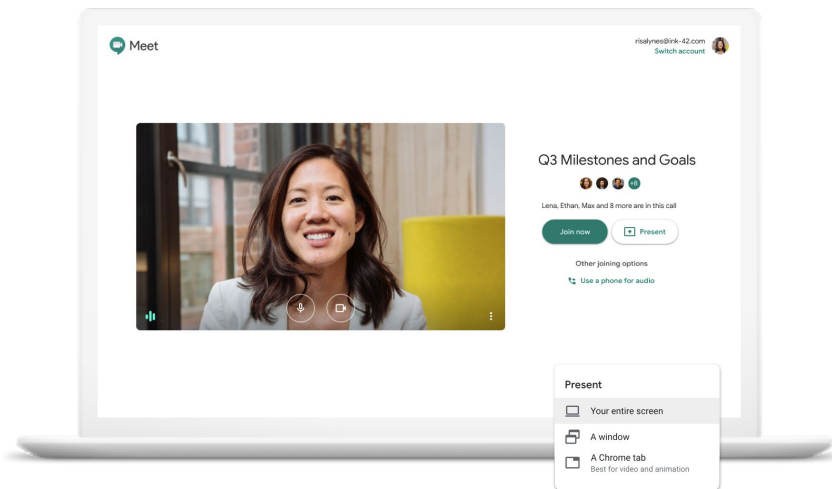 Meet
risalynes@ink-42.com
Switch account
Q3 Milestones and Goals
+8
Lena, Ethan, Max and 8 more are in this call
Join now
Present
Other joining options
Use a phone for audio
Present
Your entire screen
A window
A Chrome tab
Best for video and animation